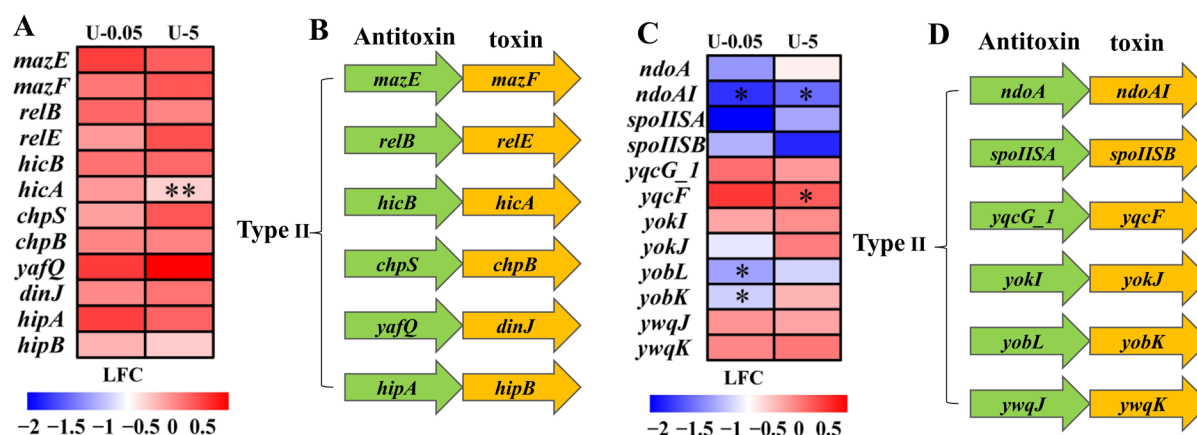 A
U-0.05 U-5
mazE
mazF
relB
relE
hicB
hicA **
chpS
chpB
yafQ
dinJ
hipA
hipB
LFC
−2 −1.5 −1 −0.5 0 0.5
B
Antitoxin toxin
Type II
mazE mazF
relB relE
hicB hicA
chpS chpB
yafQ dinJ
hipA hipB
C
U-0.05 U-5
ndoA
ndoAI * *
spoIISA
spoIISB
yqcG_1
yqcF *
yokI
yokJ
yobL *
yobK *
ywqJ
ywqK
LFC
−2 −1.5 −1 −0.5 0 0.5
D
Antitoxin toxin
Type II
ndoA ndoAI
spoIISA spoIISB
yqcG_1 yqcF
yokI yokJ
yobL yobK
ywqJ ywqK